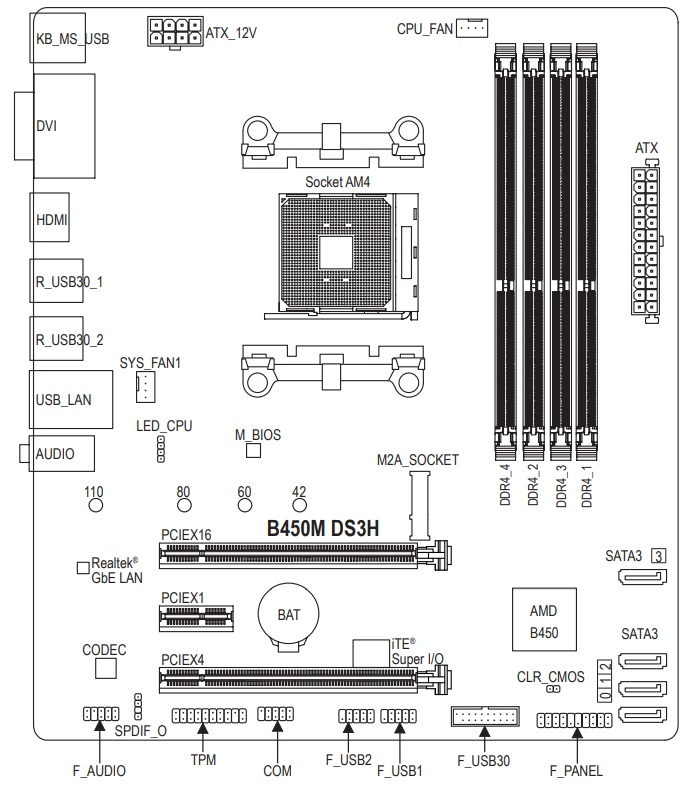 KB_MS_USB
ATX_12V
CPU_FAN
DVI
ATX
Socket AM4
HDMI
R_USB30_1
R_USB30_2
SYS_FAN1
USB_LAN
LED_CPU
M_BIOS
AUDIO
M2A_SOCKET
DDR4_4
DDR4_2
DDR4_3
DDR4_1
110
80
60
42
B450M DS3H
PCIEX16
SATA3 3
Realtek®
GbE LAN
PCIEX1
BAT
AMD
B450
SATA3
CODEC
iTE®
Super I/O
PCIEX4
CLR_CMOS
0 1 2
SPDIF_O
F_AUDIO
TPM
COM
F_USB2
F_USB1
F_USB30
F_PANEL